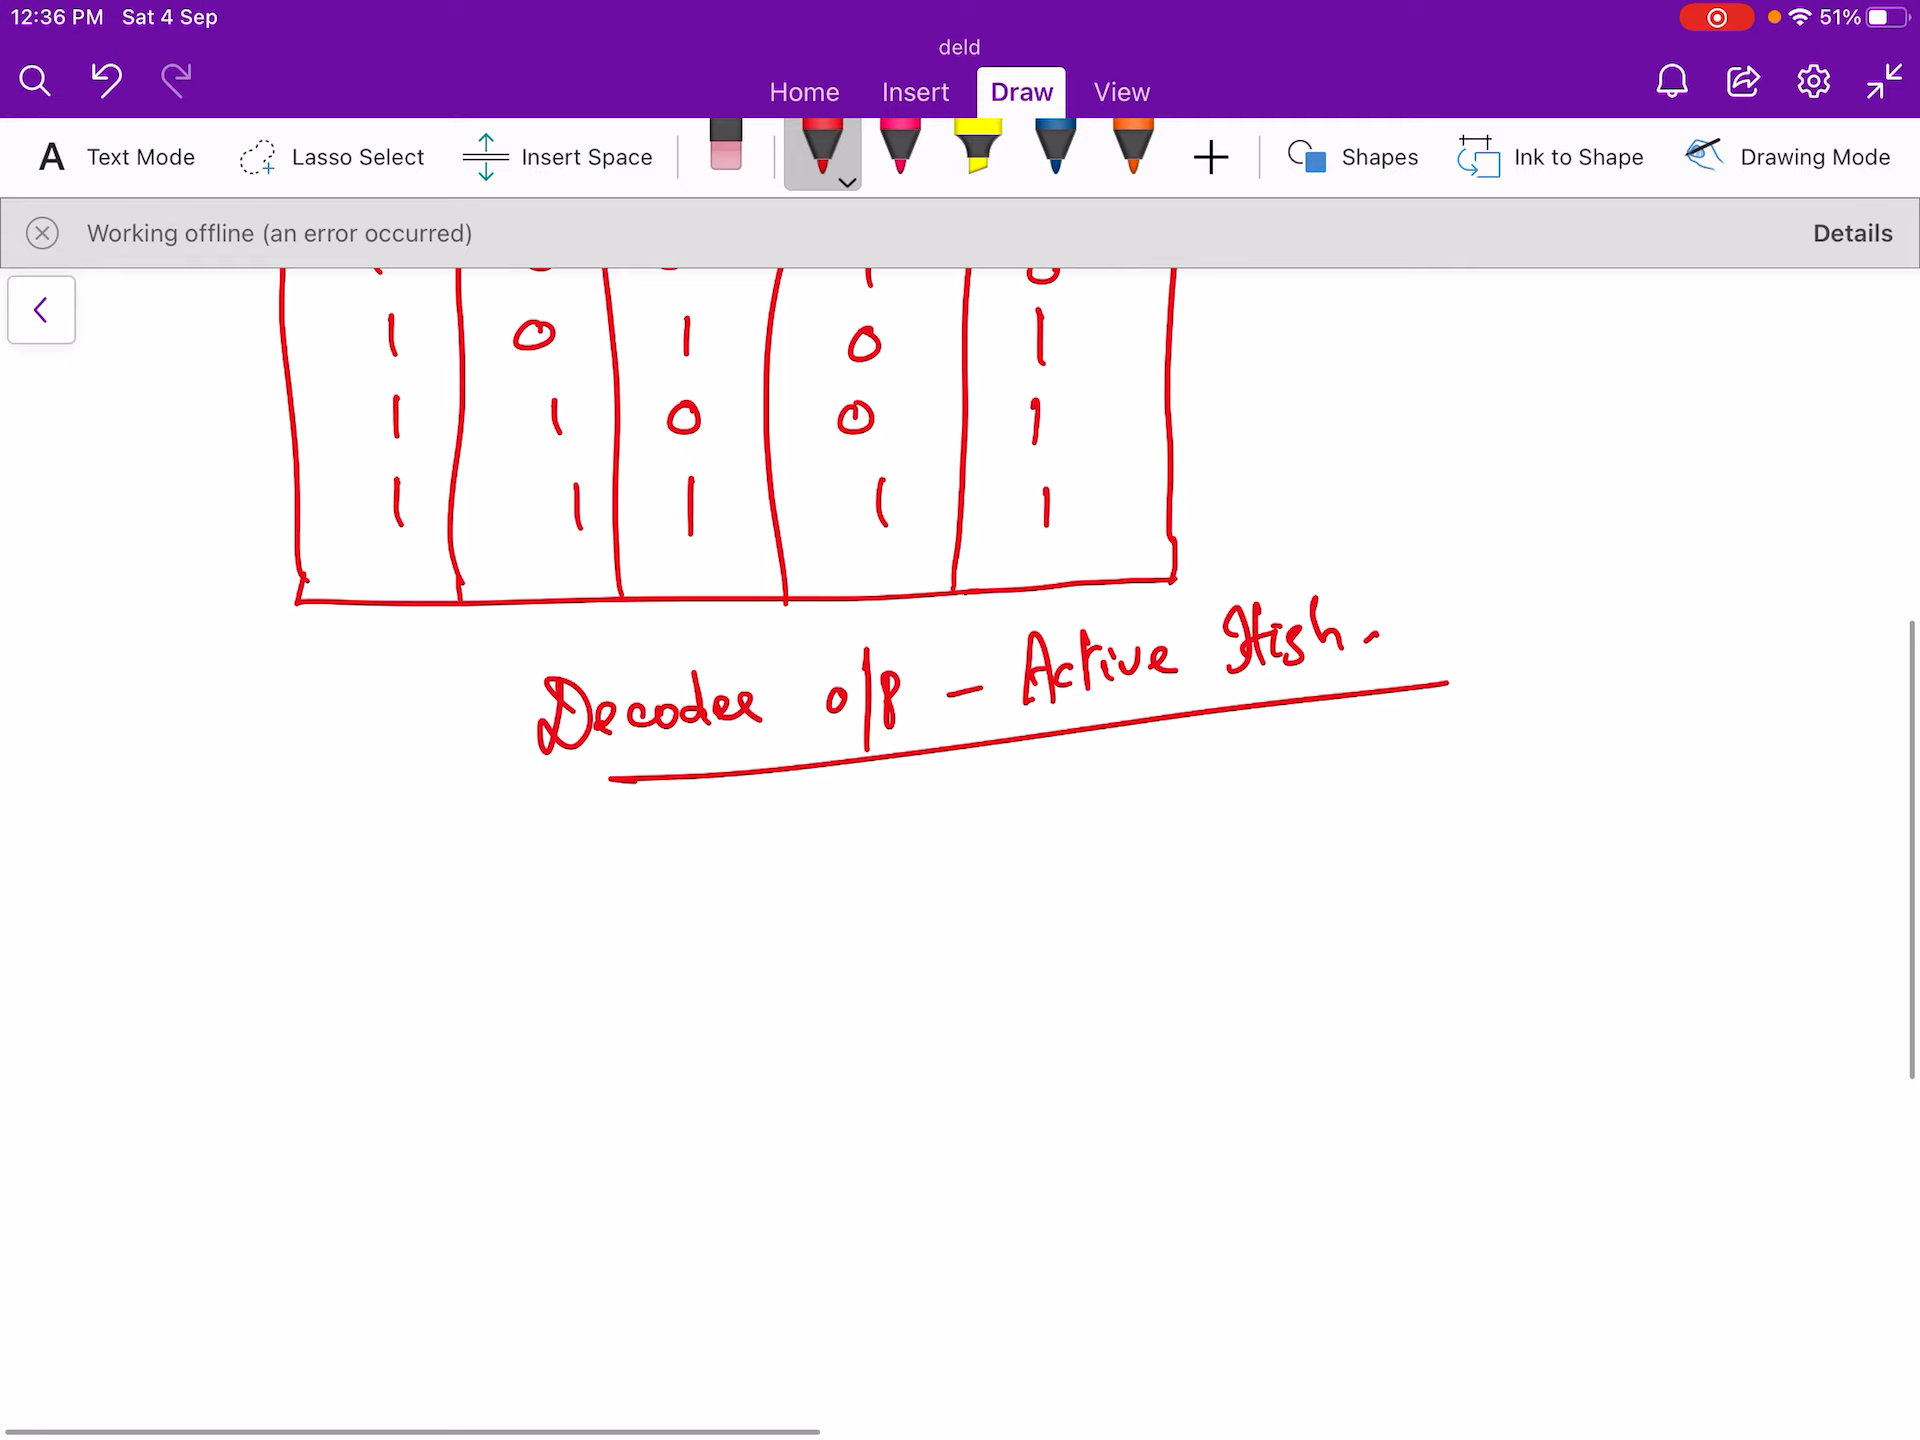 12:36 PM Sat 4 Sep
51%
deld
Home Insert Draw View
A Text Mode Lasso Select Insert Space Shapes Ink to Shape Drawing Mode
Working offline (an error occurred) Details
1 0 1 0 1
1 1 0 0 1
1 1 1 1 1
Decoder o/p - Active High.